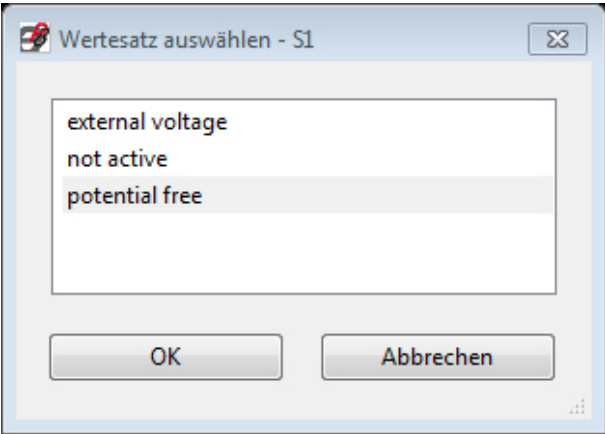 Wertesatz auswählen - S1
external voltage
not active
potential free
OK Abbrechen